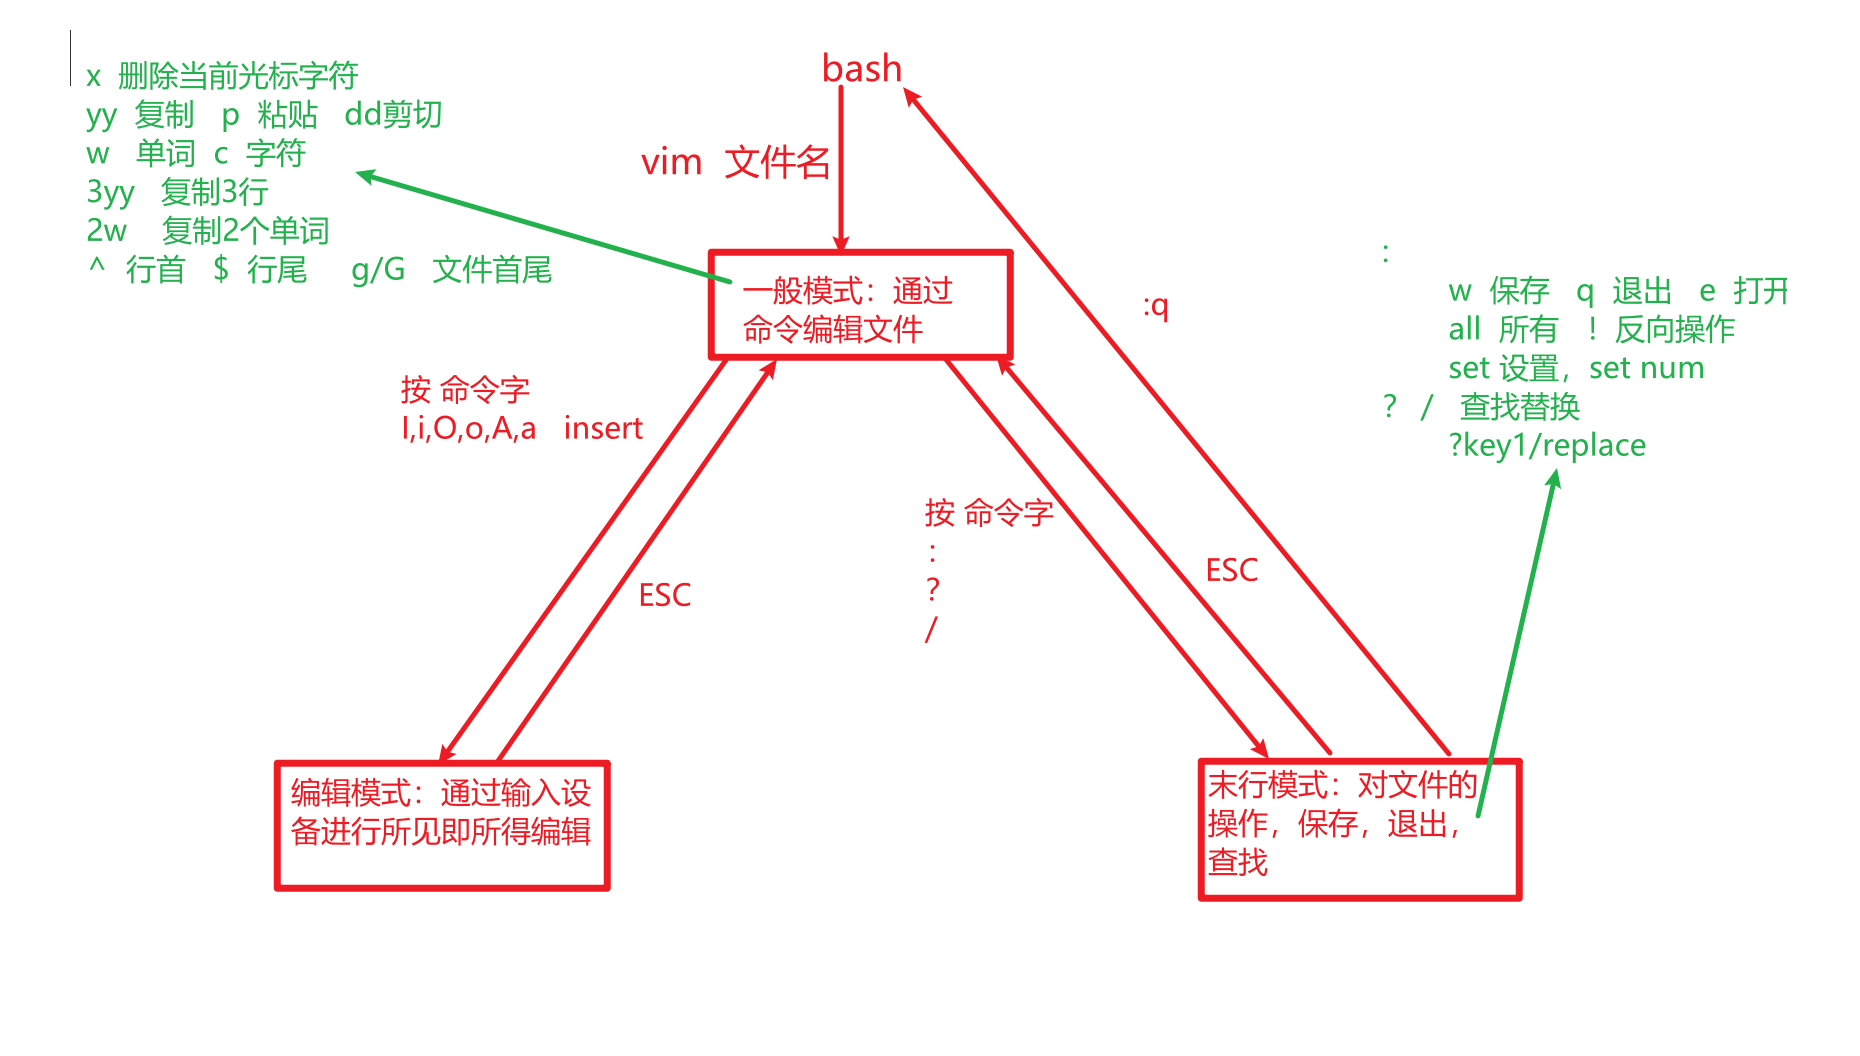 x 删除当前光标字符
yy 复制 p 粘贴 dd剪切
w 单词 c 字符
3yy 复制3行
2w 复制2个单词
^ 行首 $ 行尾 g/G 文件首尾
bash
vim 文件名
一般模式：通过
命令编辑文件
:q
:
w 保存 q 退出 e 打开
all 所有 ! 反向操作
set 设置，set num
? / 查找替换
?key1/replace
按 命令字
I,i,O,o,A,a insert
ESC
按 命令字
:
?
/
ESC
编辑模式：通过输入设
备进行所见即所得编辑
末行模式：对文件的
操作，保存，退出，
查找